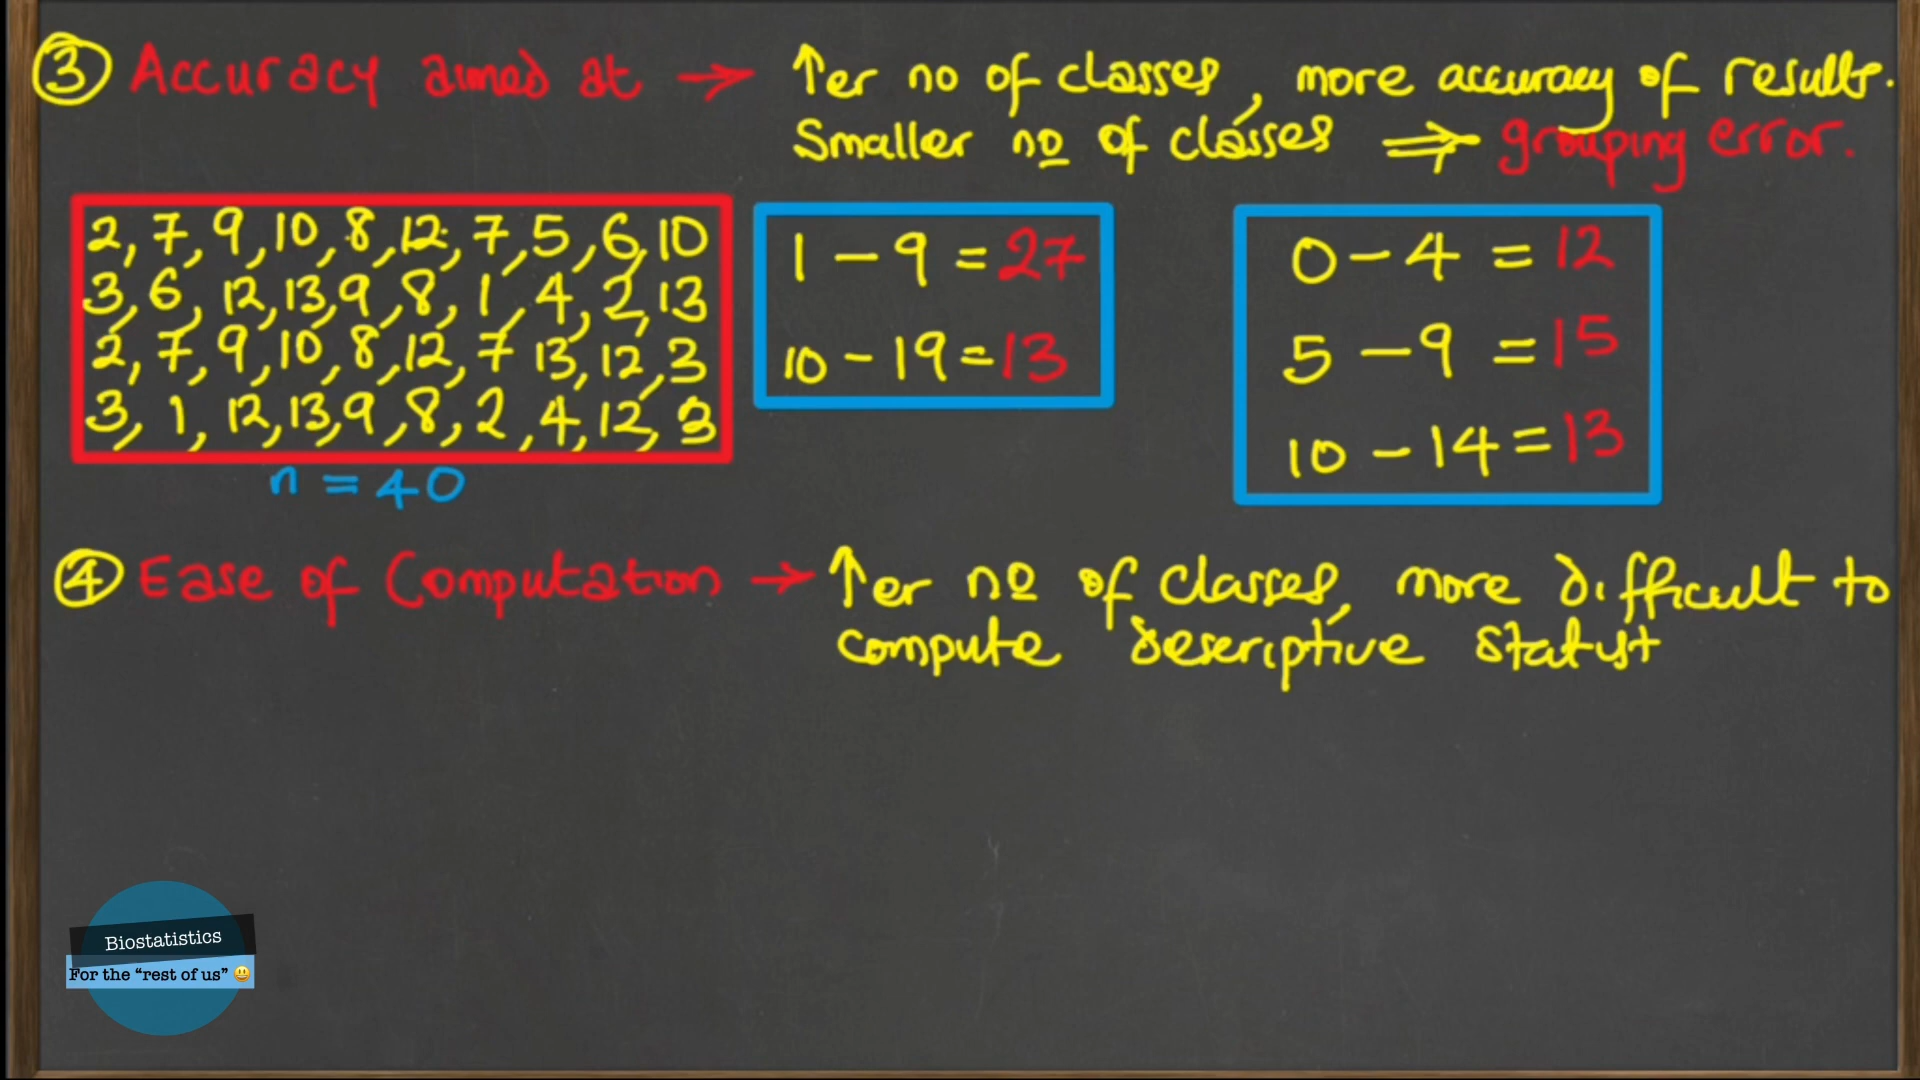 ③ Accuracy aimed at → ↑er no of classes, more accuracy of results.
Smaller no of classes ⇒ grouping error.
2, 7, 9, 10, 8, 12, 7, 5, 6, 10
3, 6, 12, 13, 9, 8, 1, 4, 2, 13
2, 7, 9, 10, 8, 12, 7 13, 12, 3
3, 1, 12, 13, 9, 8, 2, 4, 12, 3
n = 40
1 - 9 = 27
10 - 19 = 13
0 - 4 = 12
5 - 9 = 15
10 - 14 = 13
④ Ease of Computation → ↑er no of classes, more difficult to
compute descriptive statist
Biostatistics
For the “rest of us” 😃